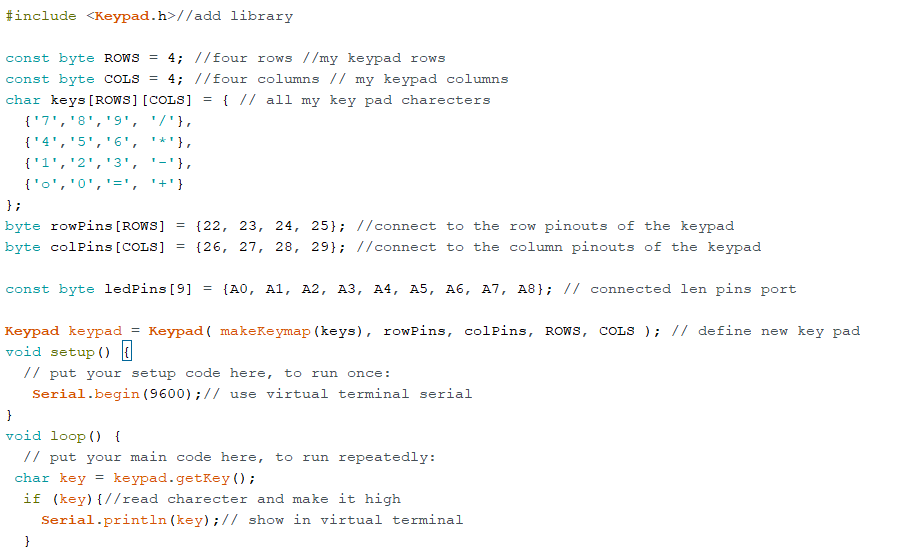 #include <Keypad.h>//add library
const byte ROWS = 4; //four rows //my keypad rows
const byte COLS = 4; //four columns // my keypad columns
char keys[ROWS][COLS] = { // all my key pad charecters
{'7','8','9', '/'},
{'4','5','6', '*'},
{'1','2','3', '-'},
{'o','0','=', '+'}
};
byte rowPins[ROWS] = {22, 23, 24, 25}; //connect to the row pinouts of the keypad
byte colPins[COLS] = {26, 27, 28, 29}; //connect to the column pinouts of the keypad
const byte ledPins[9] = {A0, A1, A2, A3, A4, A5, A6, A7, A8}; // connected len pins port
Keypad keypad = Keypad( makeKeymap(keys), rowPins, colPins, ROWS, COLS ); // define new key pad
void setup() {
// put your setup code here, to run once:
Serial.begin(9600);// use virtual terminal serial
}
void loop() {
// put your main code here, to run repeatedly:
char key = keypad.getKey();
if (key){//read charecter and make it high
Serial.println(key);// show in virtual terminal
}